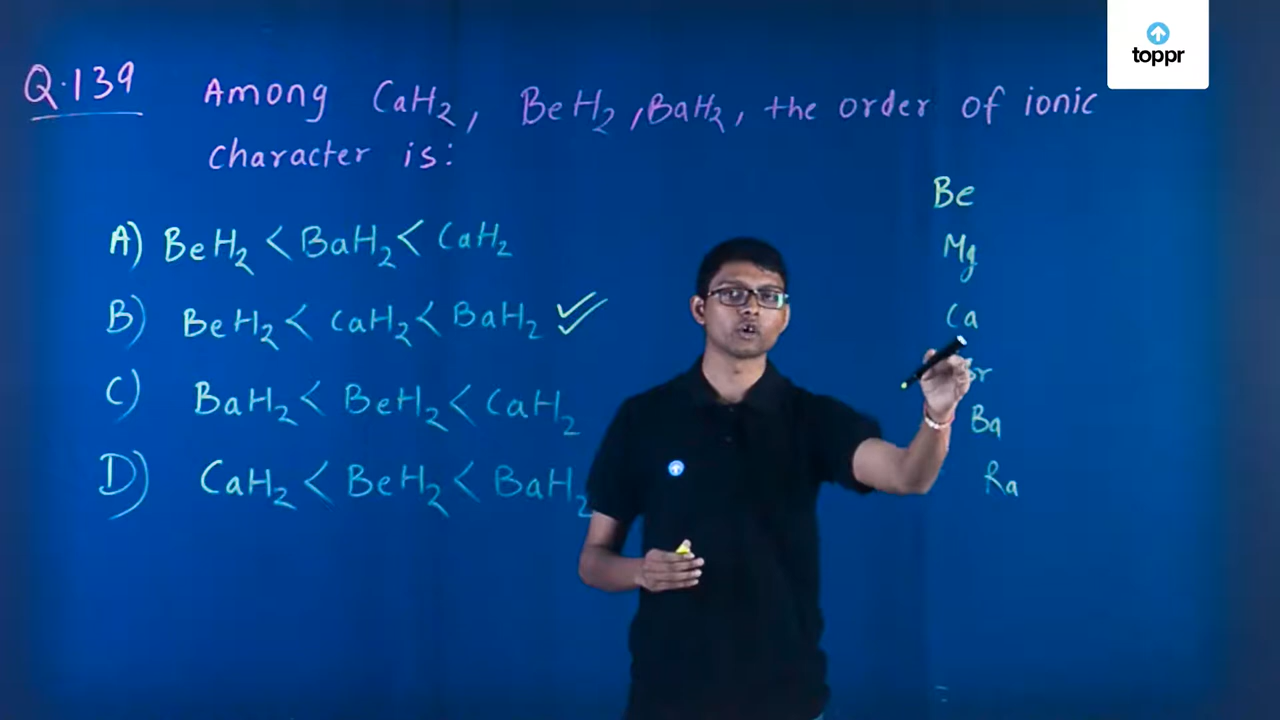 toppr
Q.139 Among CaH2, BeH2, BaH2, the order of ionic
character is:
A) BeH2 < BaH2 < CaH2
B) BeH2 < CaH2 < BaH2
C) BaH2 < BeH2 < CaH2
D) CaH2 < BeH2 < BaH2
Be
Mg
Ca
Ba
Ra